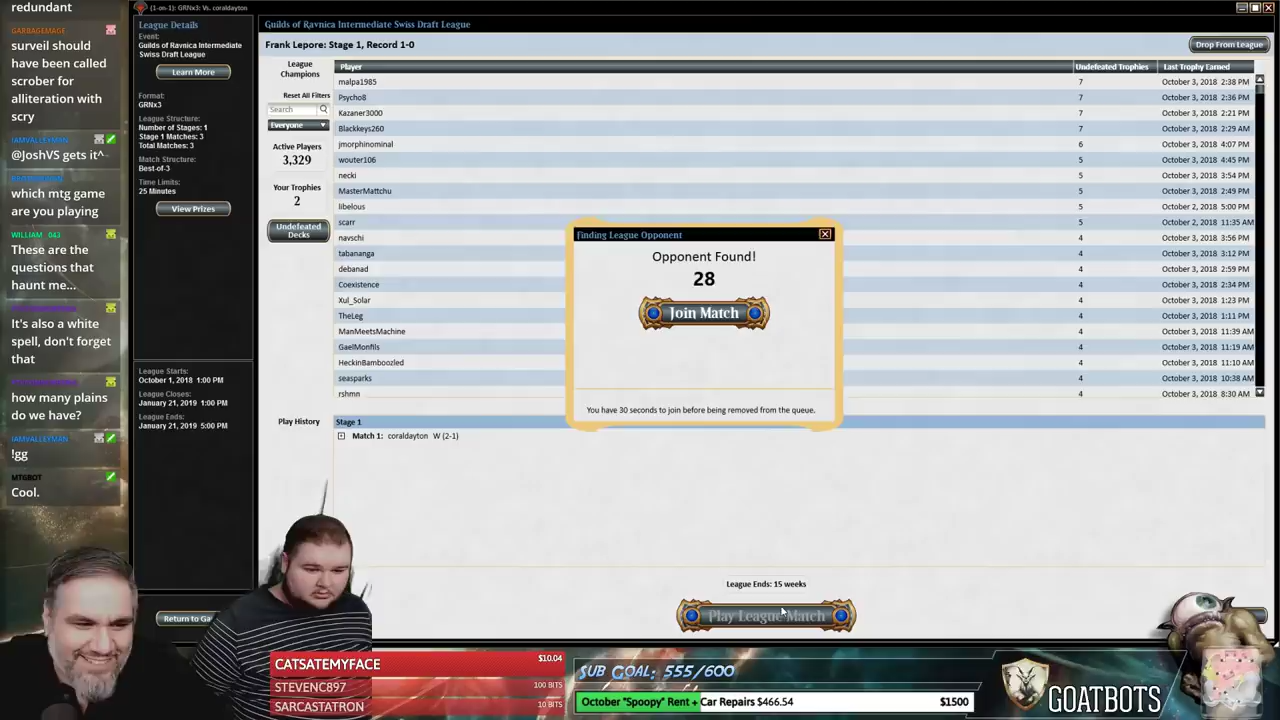 redundant
GARBAGEMAGE
surveil should
have been called
scrober for
alliteration with
scry
IAMVALLEYMAN
@JoshVS gets it^-
which mtg game
are you playing
WILLIAM_043
These are the
questions that
haunt me...
It's also a white
spell, don't forget
that
how many plains
do we have?
IAMVALLEYMAN
!gg
MTGBOT
Cool.
(1-on-1): GRNx3: Vs. coraldayton
League Details
Event:
Guilds of Ravnica Intermediate
Swiss Draft League
Learn More
Format:
GRNx3
League Structure:
Number of Stages: 1
Stage 1 Matches: 3
Total Matches: 3
Match Structure:
Best-of-3
Time Limits:
25 Minutes
View Prizes
League Starts:
October 1, 2018 1:00 PM
League Closes:
January 21, 2019 1:00 PM
League Ends:
January 21, 2019 5:00 PM
Return to Ga
Guilds of Ravnica Intermediate Swiss Draft League
Frank Lepore: Stage 1, Record 1-0
Drop From League
League
Champions
Reset All Filters
Search
Everyone
Active Players
3,329
Your Trophies
2
Undefeated
Decks
Player Undefeated Trophies Last Trophy Earned
malpa1985 7 October 3, 2018 2:38 PM
Psycho8 7 October 3, 2018 2:36 PM
Kazaner3000 7 October 3, 2018 2:21 PM
Blackkeys260 7 October 3, 2018 2:29 AM
jmorphinominal 6 October 3, 2018 4:07 PM
wouter106 5 October 3, 2018 4:45 PM
necki 5 October 3, 2018 3:54 PM
MasterMattchu 5 October 3, 2018 2:49 PM
libelous 5 October 2, 2018 5:00 PM
scarr 5 October 2, 2018 11:35 AM
navschi 4 October 3, 2018 3:56 PM
tabananga 4 October 3, 2018 3:12 PM
debanad 4 October 3, 2018 2:59 PM
Coexistence 4 October 3, 2018 2:34 PM
Xul_Solar 4 October 3, 2018 1:23 PM
TheLeg 4 October 3, 2018 1:11 PM
ManMeetsMachine 4 October 3, 2018 11:39 AM
GaelMonfils 4 October 3, 2018 11:19 AM
HeckinBamboozled 4 October 3, 2018 11:10 AM
seasparks 4 October 3, 2018 10:38 AM
rshmn 4 October 3, 2018 8:30 AM
Finding League Opponent
Opponent Found!
28
Join Match
You have 30 seconds to join before being removed from the queue.
Play History
Stage 1
Match 1: coraldayton W (2-1)
League Ends: 15 weeks
Play League Match
CATSATEMYFACE $10.04
STEVENC897 100 BITS
SARCASTATRON 10 BITS
SUB GOAL: 555/600
October "Spoopy" Rent + Car Repairs $466.54 $1500
GOATBOTS